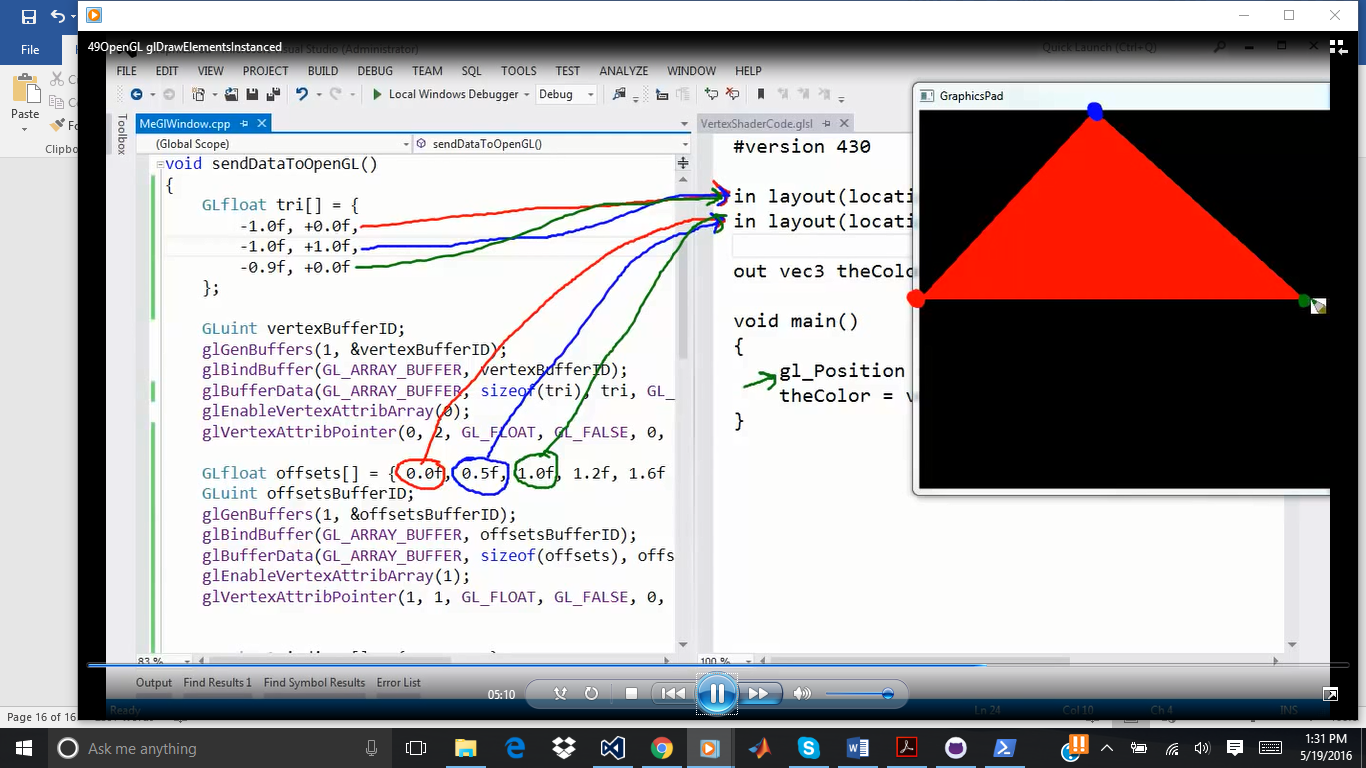 File
Paste
Clipb
Page 16 of 16
49OpenGL glDrawElementsInstanced
Studio (Administrator)
Quick Launch (Ctrl+Q)
FILE EDIT VIEW PROJECT BUILD DEBUG TEAM SQL TOOLS TEST ANALYZE WINDOW HELP
Local Windows Debugger Debug
Toolbox
MeGlWindow.cpp
(Global Scope) sendDataToOpenGL()
void sendDataToOpenGL()
{
GLfloat tri[] = {
-1.0f, +0.0f,
-1.0f, +1.0f,
-0.9f, +0.0f,
};
GLuint vertexBufferID;
glGenBuffers(1, &vertexBufferID);
glBindBuffer(GL_ARRAY_BUFFER, vertexBufferID);
glBufferData(GL_ARRAY_BUFFER, sizeof(tri), tri, GL_
glEnableVertexAttribArray(0);
glVertexAttribPointer(0, 2, GL_FLOAT, GL_FALSE, 0,
GLfloat offsets[] = { 0.0f, 0.5f, 1.0f, 1.2f, 1.6f
GLuint offsetsBufferID;
glGenBuffers(1, &offsetsBufferID);
glBindBuffer(GL_ARRAY_BUFFER, offsetsBufferID);
glBufferData(GL_ARRAY_BUFFER, sizeof(offsets), offs
glEnableVertexAttribArray(1);
glVertexAttribPointer(1, 1, GL_FLOAT, GL_FALSE, 0,
83 %
VertexShaderCode.glsl
#version 430
in layout(locati
in layout(locati
out vec3 theColo
void main()
{
gl_Position
theColor = v
}
100 %
GraphicsPad
Output Find Results 1 Find Symbol Results Error List
05:10
Ready Ln 24 Col 10 Ch 4 INS
Ask me anything
1:31 PM
5/19/2016